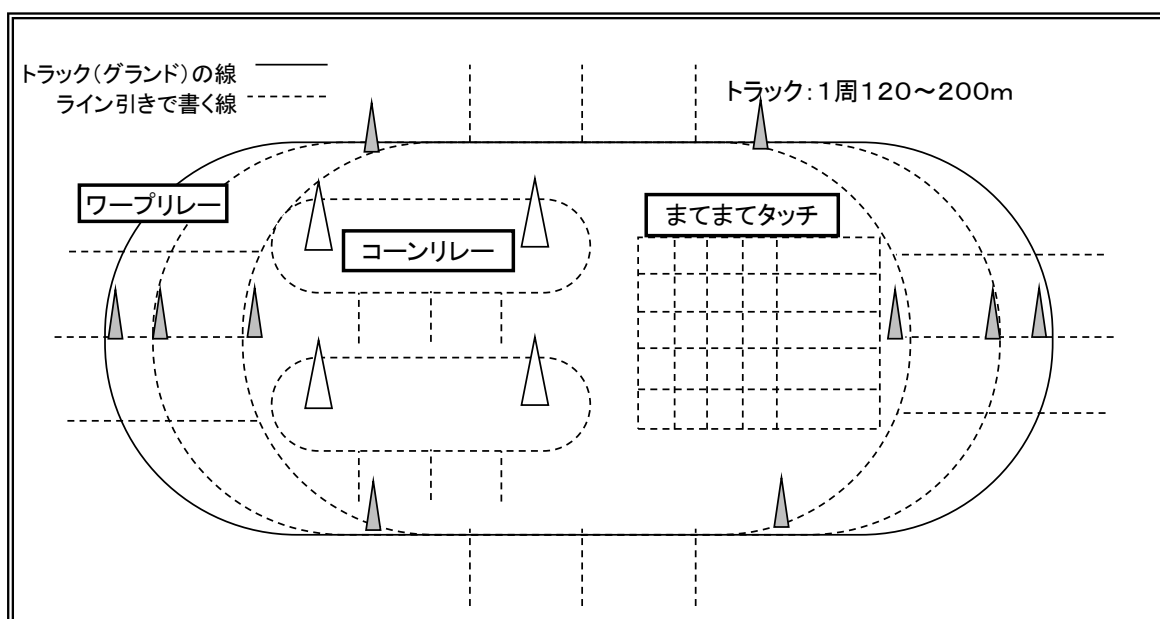 トラック(グランド)の線
ライン引きで書く線
トラック:1周120~200m
ワープリレー
コーンリレー
まてまてタッチ